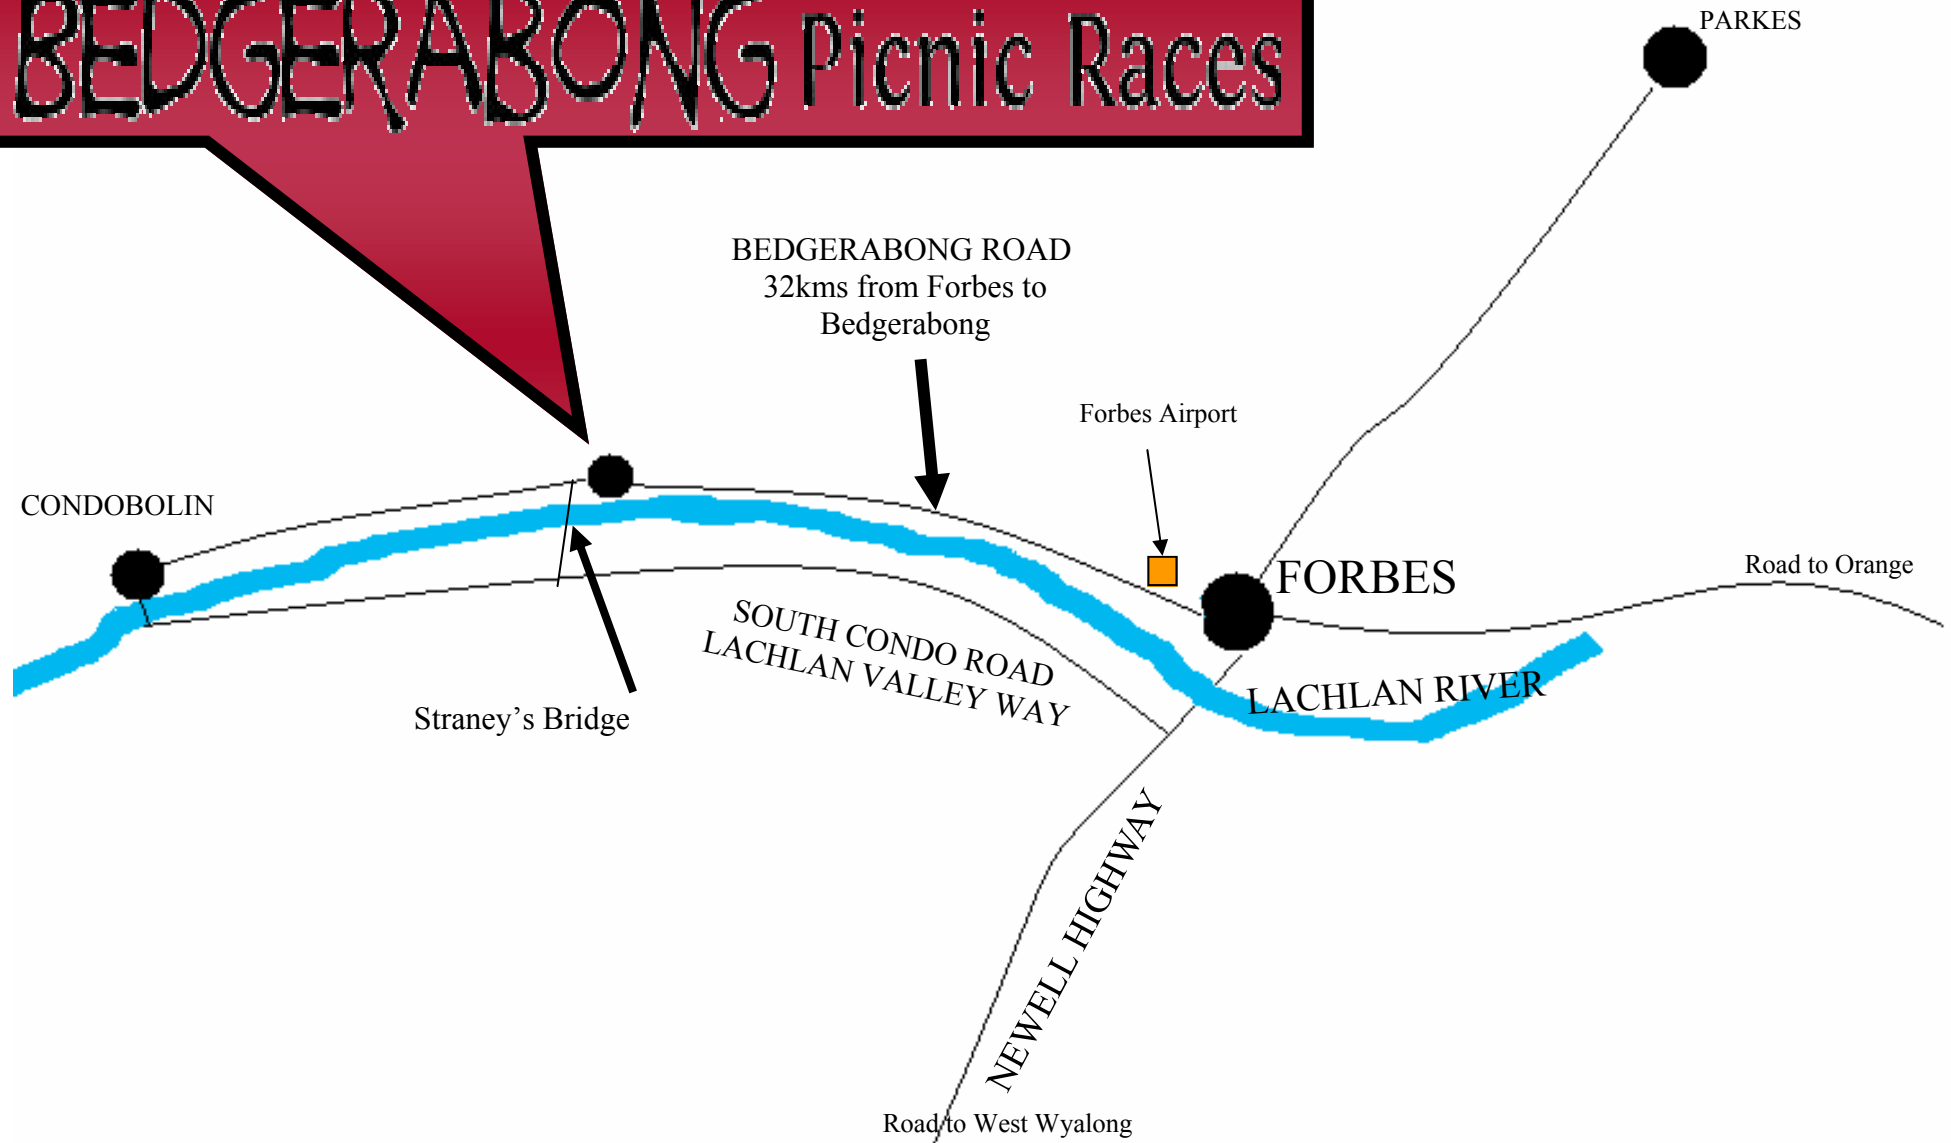 BEDGERABONG Picnic Races
PARKES
BEDGERABONG ROAD
32kms from Forbes to
Bedgerabong
Forbes Airport
CONDOBOLIN
FORBES
Road to Orange
SOUTH CONDO ROAD
LACHLAN VALLEY WAY
LACHLAN RIVER
Straney’s Bridge
NEWELL HIGHWAY
Road to West Wyalong